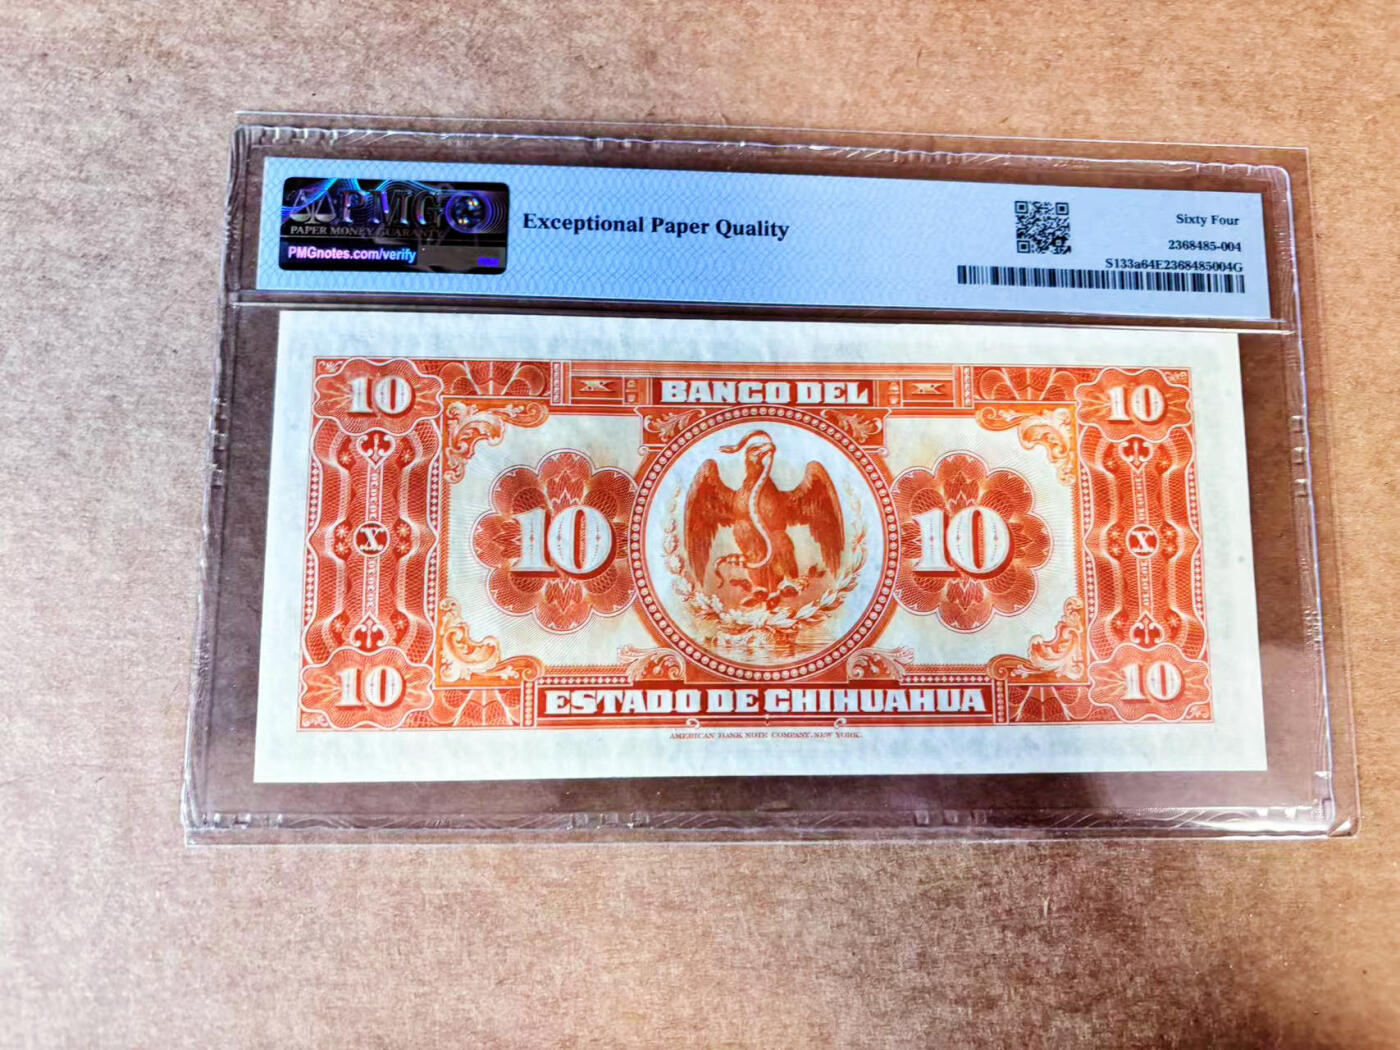 PMG
PAPER MONEY GUARANTY
PMGnotes.com/verify
Exceptional Paper Quality
Sixty Four
2368485-004
S133a64E2368485004G
10
BANCO DEL
10
10
10
X
X
10
ESTADO DE CHIHUAHUA
10
AMERICAN BANK NOTE COMPANY, NEW YORK.